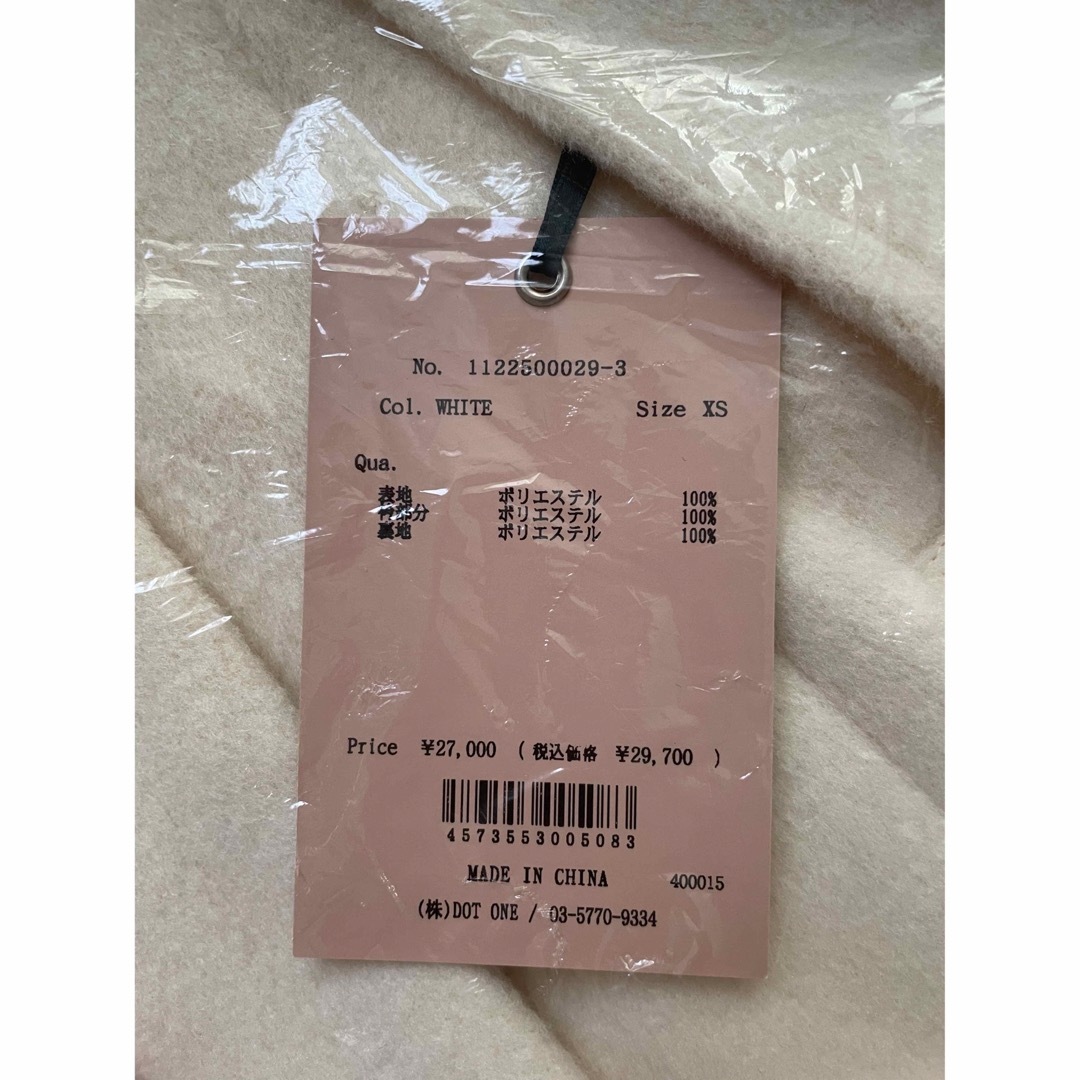 No. 1122500029-3
Col. WHITE Size XS
Qua.
表地 ポリエステル 100%
部分 ポリエステル 100%
裏地 ポリエステル 100%
Price ¥27,000 ( 税込価格 ¥29,700 )
4573553005083
MADE IN CHINA 400015
(株)DOT ONE / 03-5770-9334